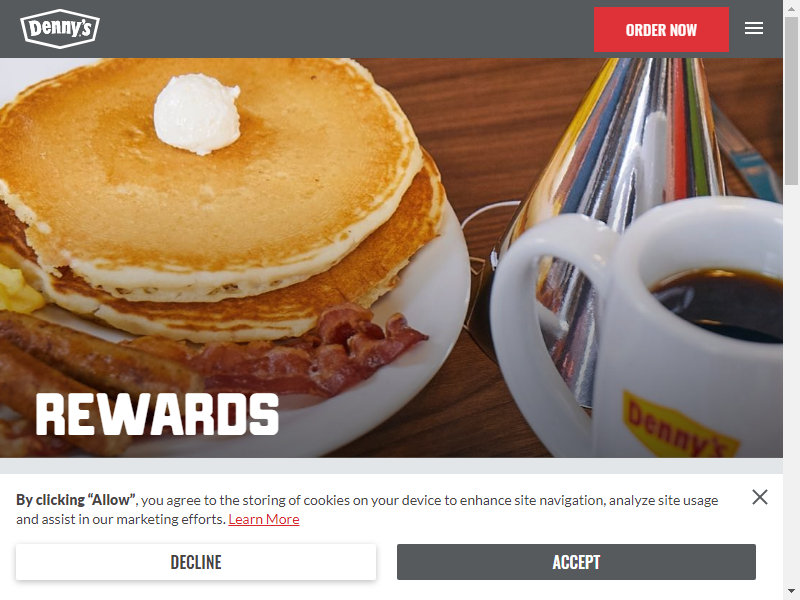 Denny's
ORDER NOW
Denny's
REWARDS
By clicking “Allow”, you agree to the storing of cookies on your device to enhance site navigation, analyze site usage
and assist in our marketing efforts. Learn More
DECLINE
ACCEPT